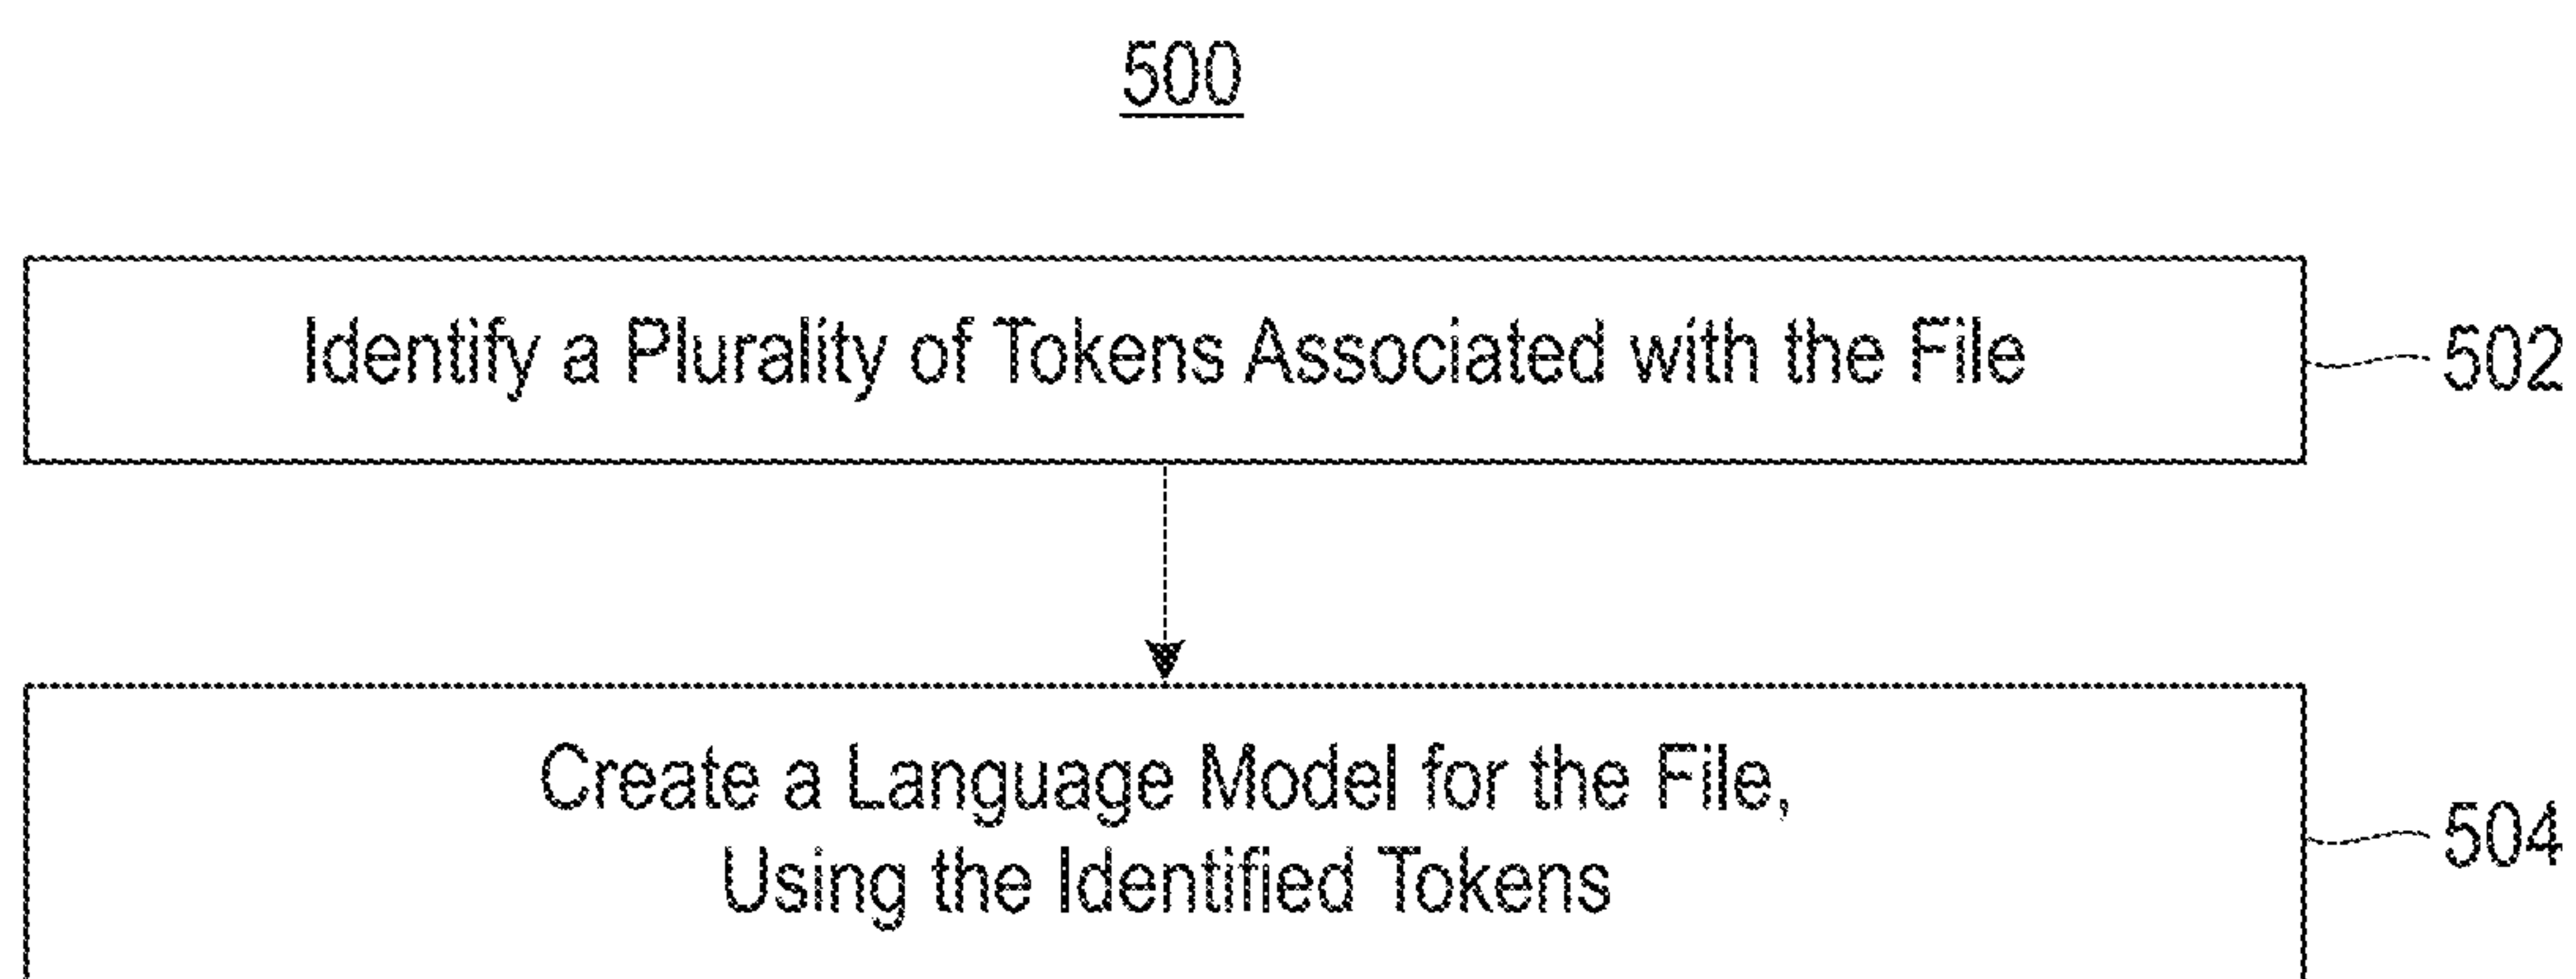 500
Identify a Plurality of Tokens Associated with the File
502
Create a Language Model for the File,
Using the Identified Tokens
504